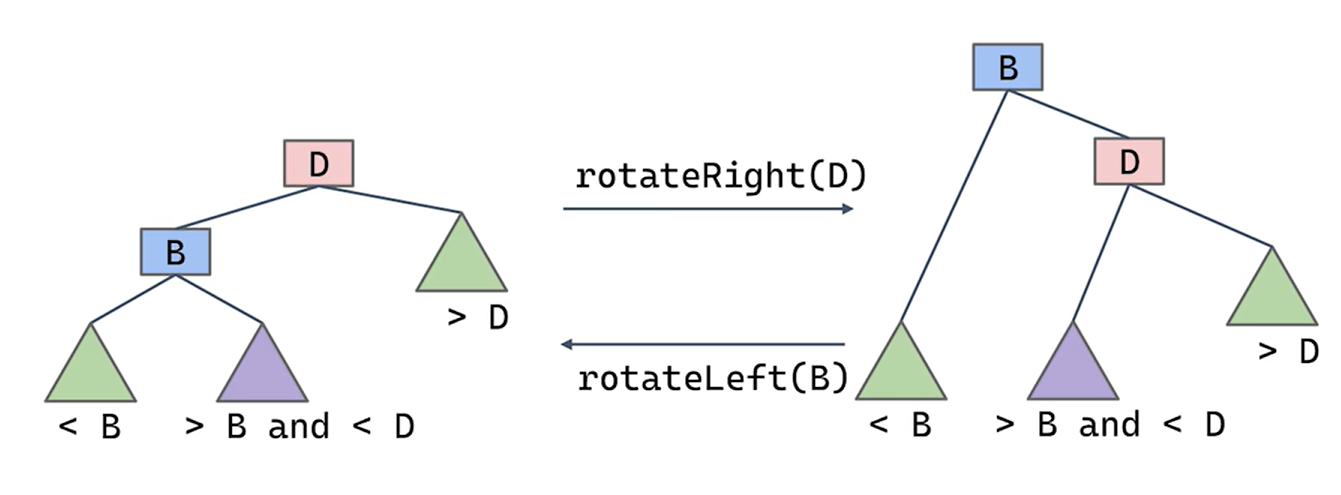 D
B
> D
< B
> B and < D
rotateRight(D)
rotateLeft(B)
B
D
> D
< B
> B and < D